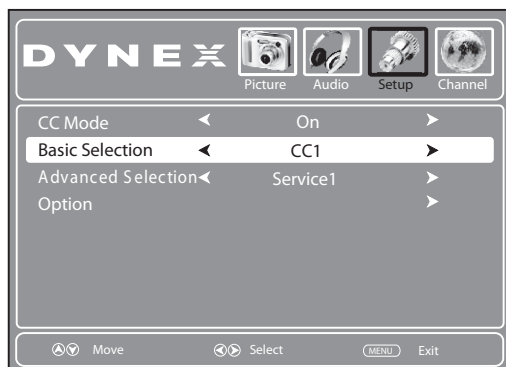 DYNEX
Picture Audio Setup Channel
CC Mode On
Basic Selection CC1
Advanced Selection Service1
Option
Move Select MENU Exit